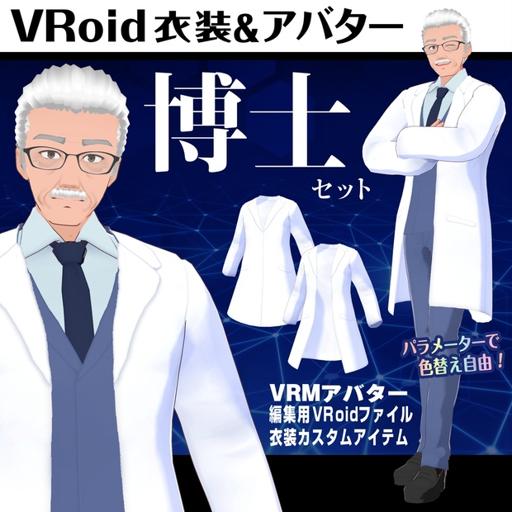 VRoid 衣装&アバター
博士
セット
パラメーターで
色替え自由!
VRMアバター
編集用VRoidファイル
衣装カスタムアイテム